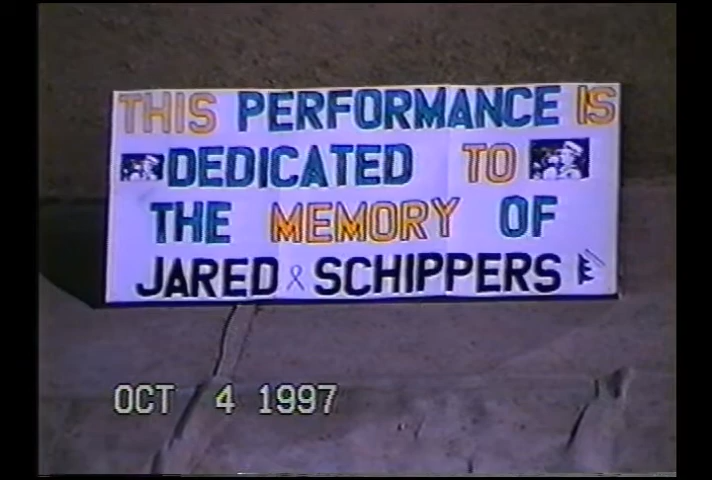 THIS PERFORMANCE IS
DEDICATED TO
THE MEMORY OF
JARED SCHIPPERS
OCT 4 1997